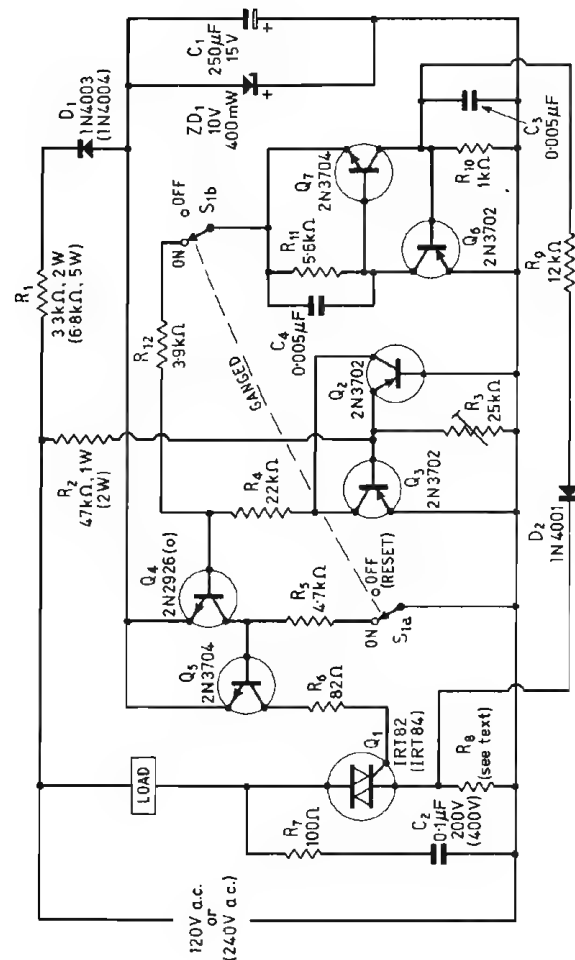 120V a.c.
or
(240V a.c.)
LOAD
R7
100Ω
C2
0·1μF
200V
(400V)
Q1
IRT82
(IRT84)
R8
(see text)
R6
82Ω
Q5
2N3704
Q4
2N2926(o)
R5
4·7kΩ
ON
OFF
(RESET)
S1a
GANGED
R2
47kΩ, 1W
(2W)
R4
22kΩ
Q3
2N3702
Q2
2N3702
R3
25kΩ
R12
3·9kΩ
R1
3·3kΩ, 2W
(6·8kΩ, 5W)
ON
OFF
S1b
C4
0·005μF
R11
5·6kΩ
Q7
2N3704
Q6
2N3702
R10
1kΩ
C3
0·005μF
D1
1N4003
(1N4004)
ZD1
10V
400mW
+
C1
250μF
15V
+
R9
12kΩ
D2
1N4001